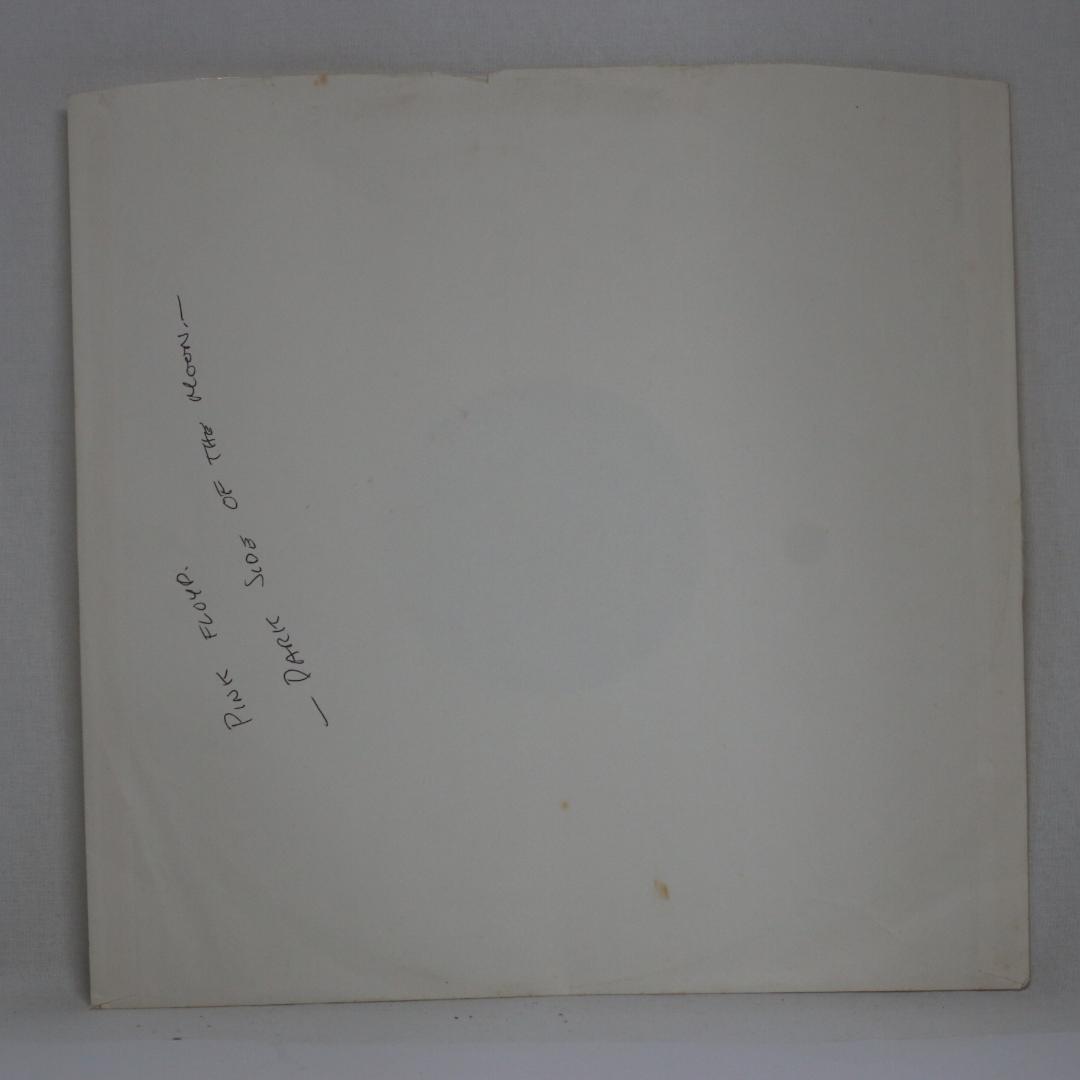 PINK FLOYD.
— DARK SIDE OF THE MOON.—